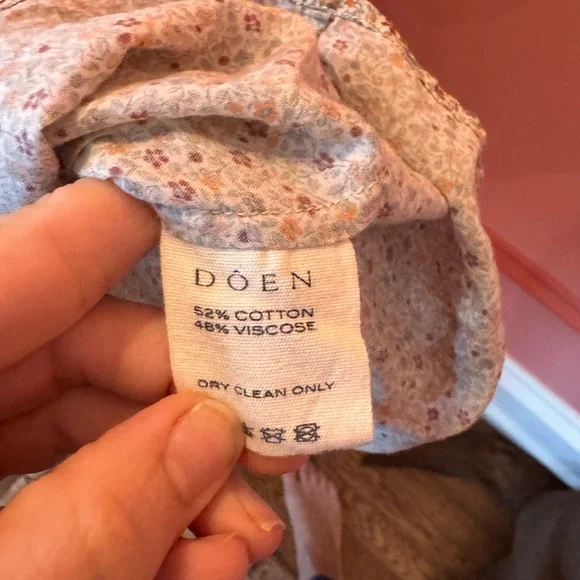 DÔEN
52% COTTON
48% VISCOSE
DRY CLEAN ONLY